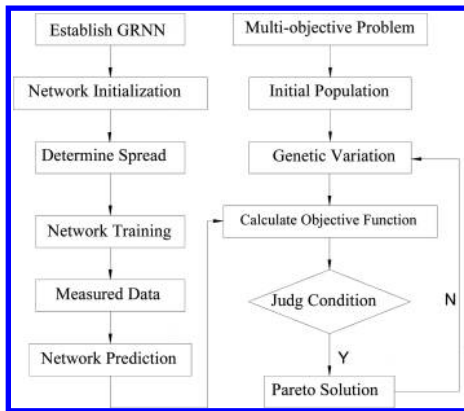 Establish GRNN
Network Initialization
Determine Spread
Network Training
Measured Data
Network Prediction
Multi-objective Problem
Initial Population
Genetic Variation
Calculate Objective Function
Judg Condition
N
Y
Pareto Solution